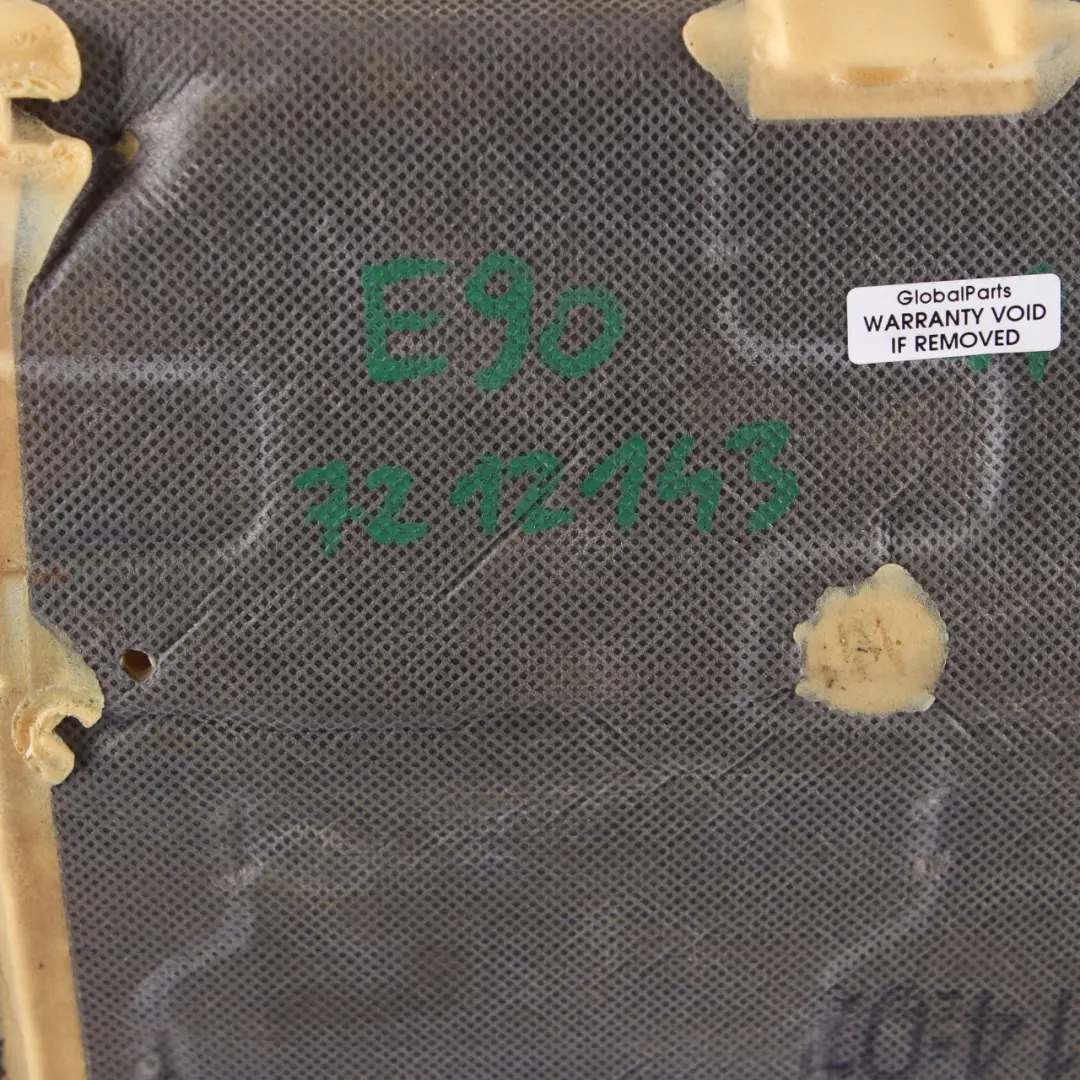 E90
GlobalParts
WARRANTY VOID
IF REMOVED
7212143